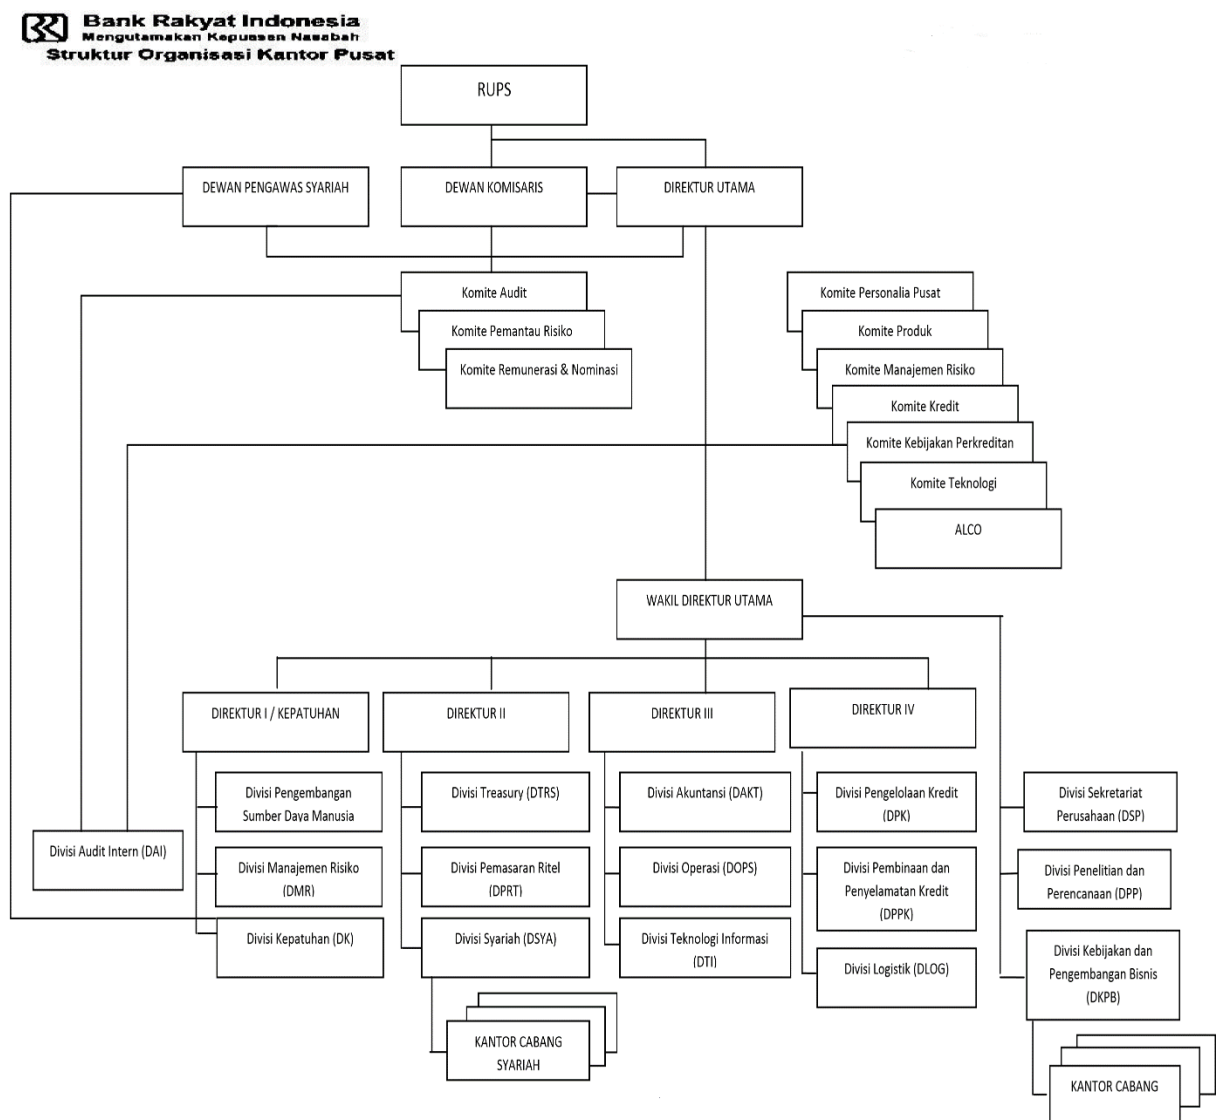 Bank Rakyat Indonesia
Mengutamakan Kepuasan Nasabah
Struktur Organisasi Kantor Pusat
RUPS
DEWAN PENGAWAS SYARIAH
DEWAN KOMISARIS
DIREKTUR UTAMA
Komite Audit
Komite Pemantau Risiko
Komite Remunerasi & Nominasi
Komite Personalia Pusat
Komite Produk
Komite Manajemen Risiko
Komite Kredit
Komite Kebijakan Perkreditan
Komite Teknologi
ALCO
WAKIL DIREKTUR UTAMA
DIREKTUR I / KEPATUHAN
DIREKTUR II
DIREKTUR III
DIREKTUR IV
Divisi Audit Intern (DAI)
Divisi Pengembangan
Sumber Daya Manusia
Divisi Manajemen Risiko
(DMR)
Divisi Kepatuhan (DK)
Divisi Treasury (DTRS)
Divisi Pemasaran Ritel
(DPRT)
Divisi Syariah (DSYA)
KANTOR CABANG
SYARIAH
Divisi Akuntansi (DAKT)
Divisi Operasi (DOPS)
Divisi Teknologi Informasi
(DTI)
Divisi Pengelolaan Kredit
(DPK)
Divisi Pembinaan dan
Penyelamatan Kredit
(DPPK)
Divisi Logistik (DLOG)
Divisi Sekretariat
Perusahaan (DSP)
Divisi Penelitian dan
Perencanaan (DPP)
Divisi Kebijakan dan
Pengembangan Bisnis
(DKPB)
KANTOR CABANG